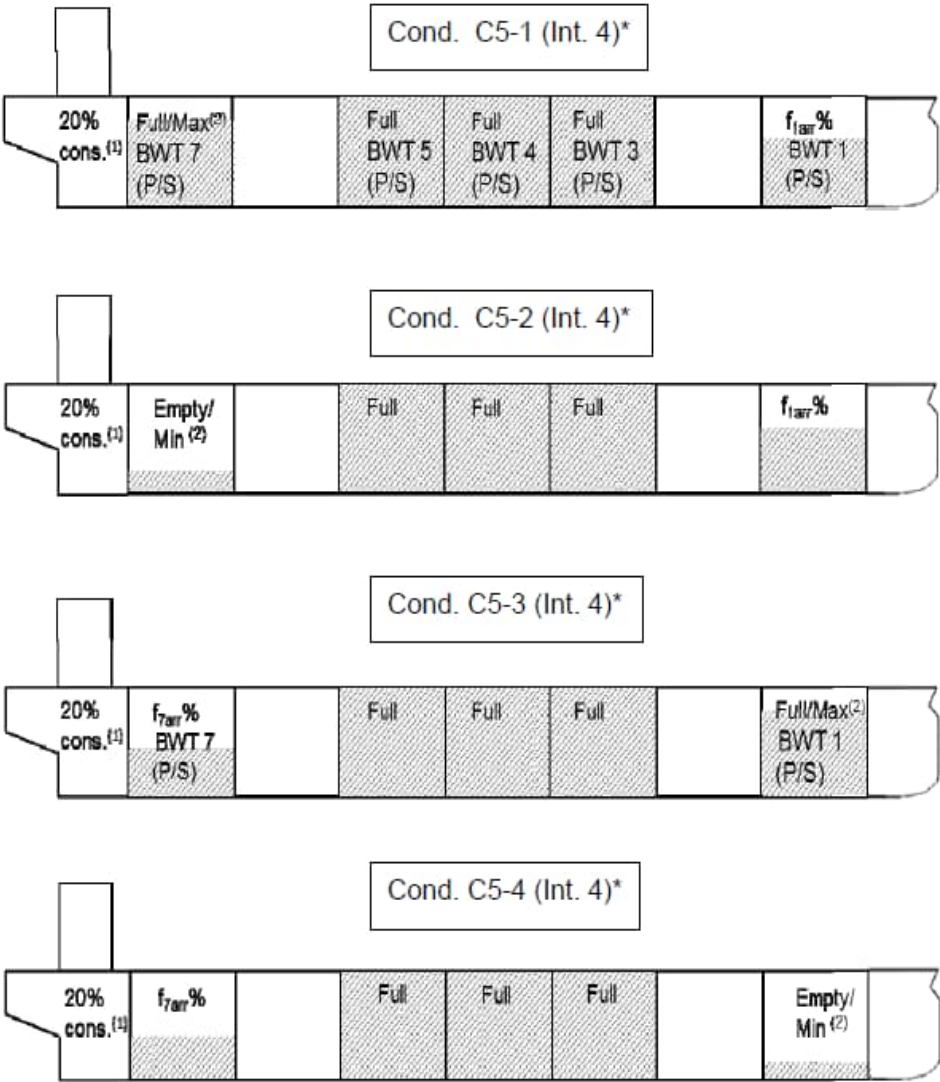 Cond. C5-1 (Int. 4)*
20%
cons.(1)
Full/Max(2)
BWT 7
(P/S)
Full
BWT 5
(P/S)
Full
BWT 4
(P/S)
Full
BWT 3
(P/S)
f1arr%
BWT 1
(P/S)
Cond. C5-2 (Int. 4)*
20%
cons.(1)
Empty/
Min (2)
Full
Full
Full
f1arr%
Cond. C5-3 (Int. 4)*
20%
cons.(1)
f7arr%
BWT 7
(P/S)
Full
Full
Full
Full/Max(2)
BWT 1
(P/S)
Cond. C5-4 (Int. 4)*
20%
cons.(1)
f7arr%
Full
Full
Full
Empty/
Min (2)